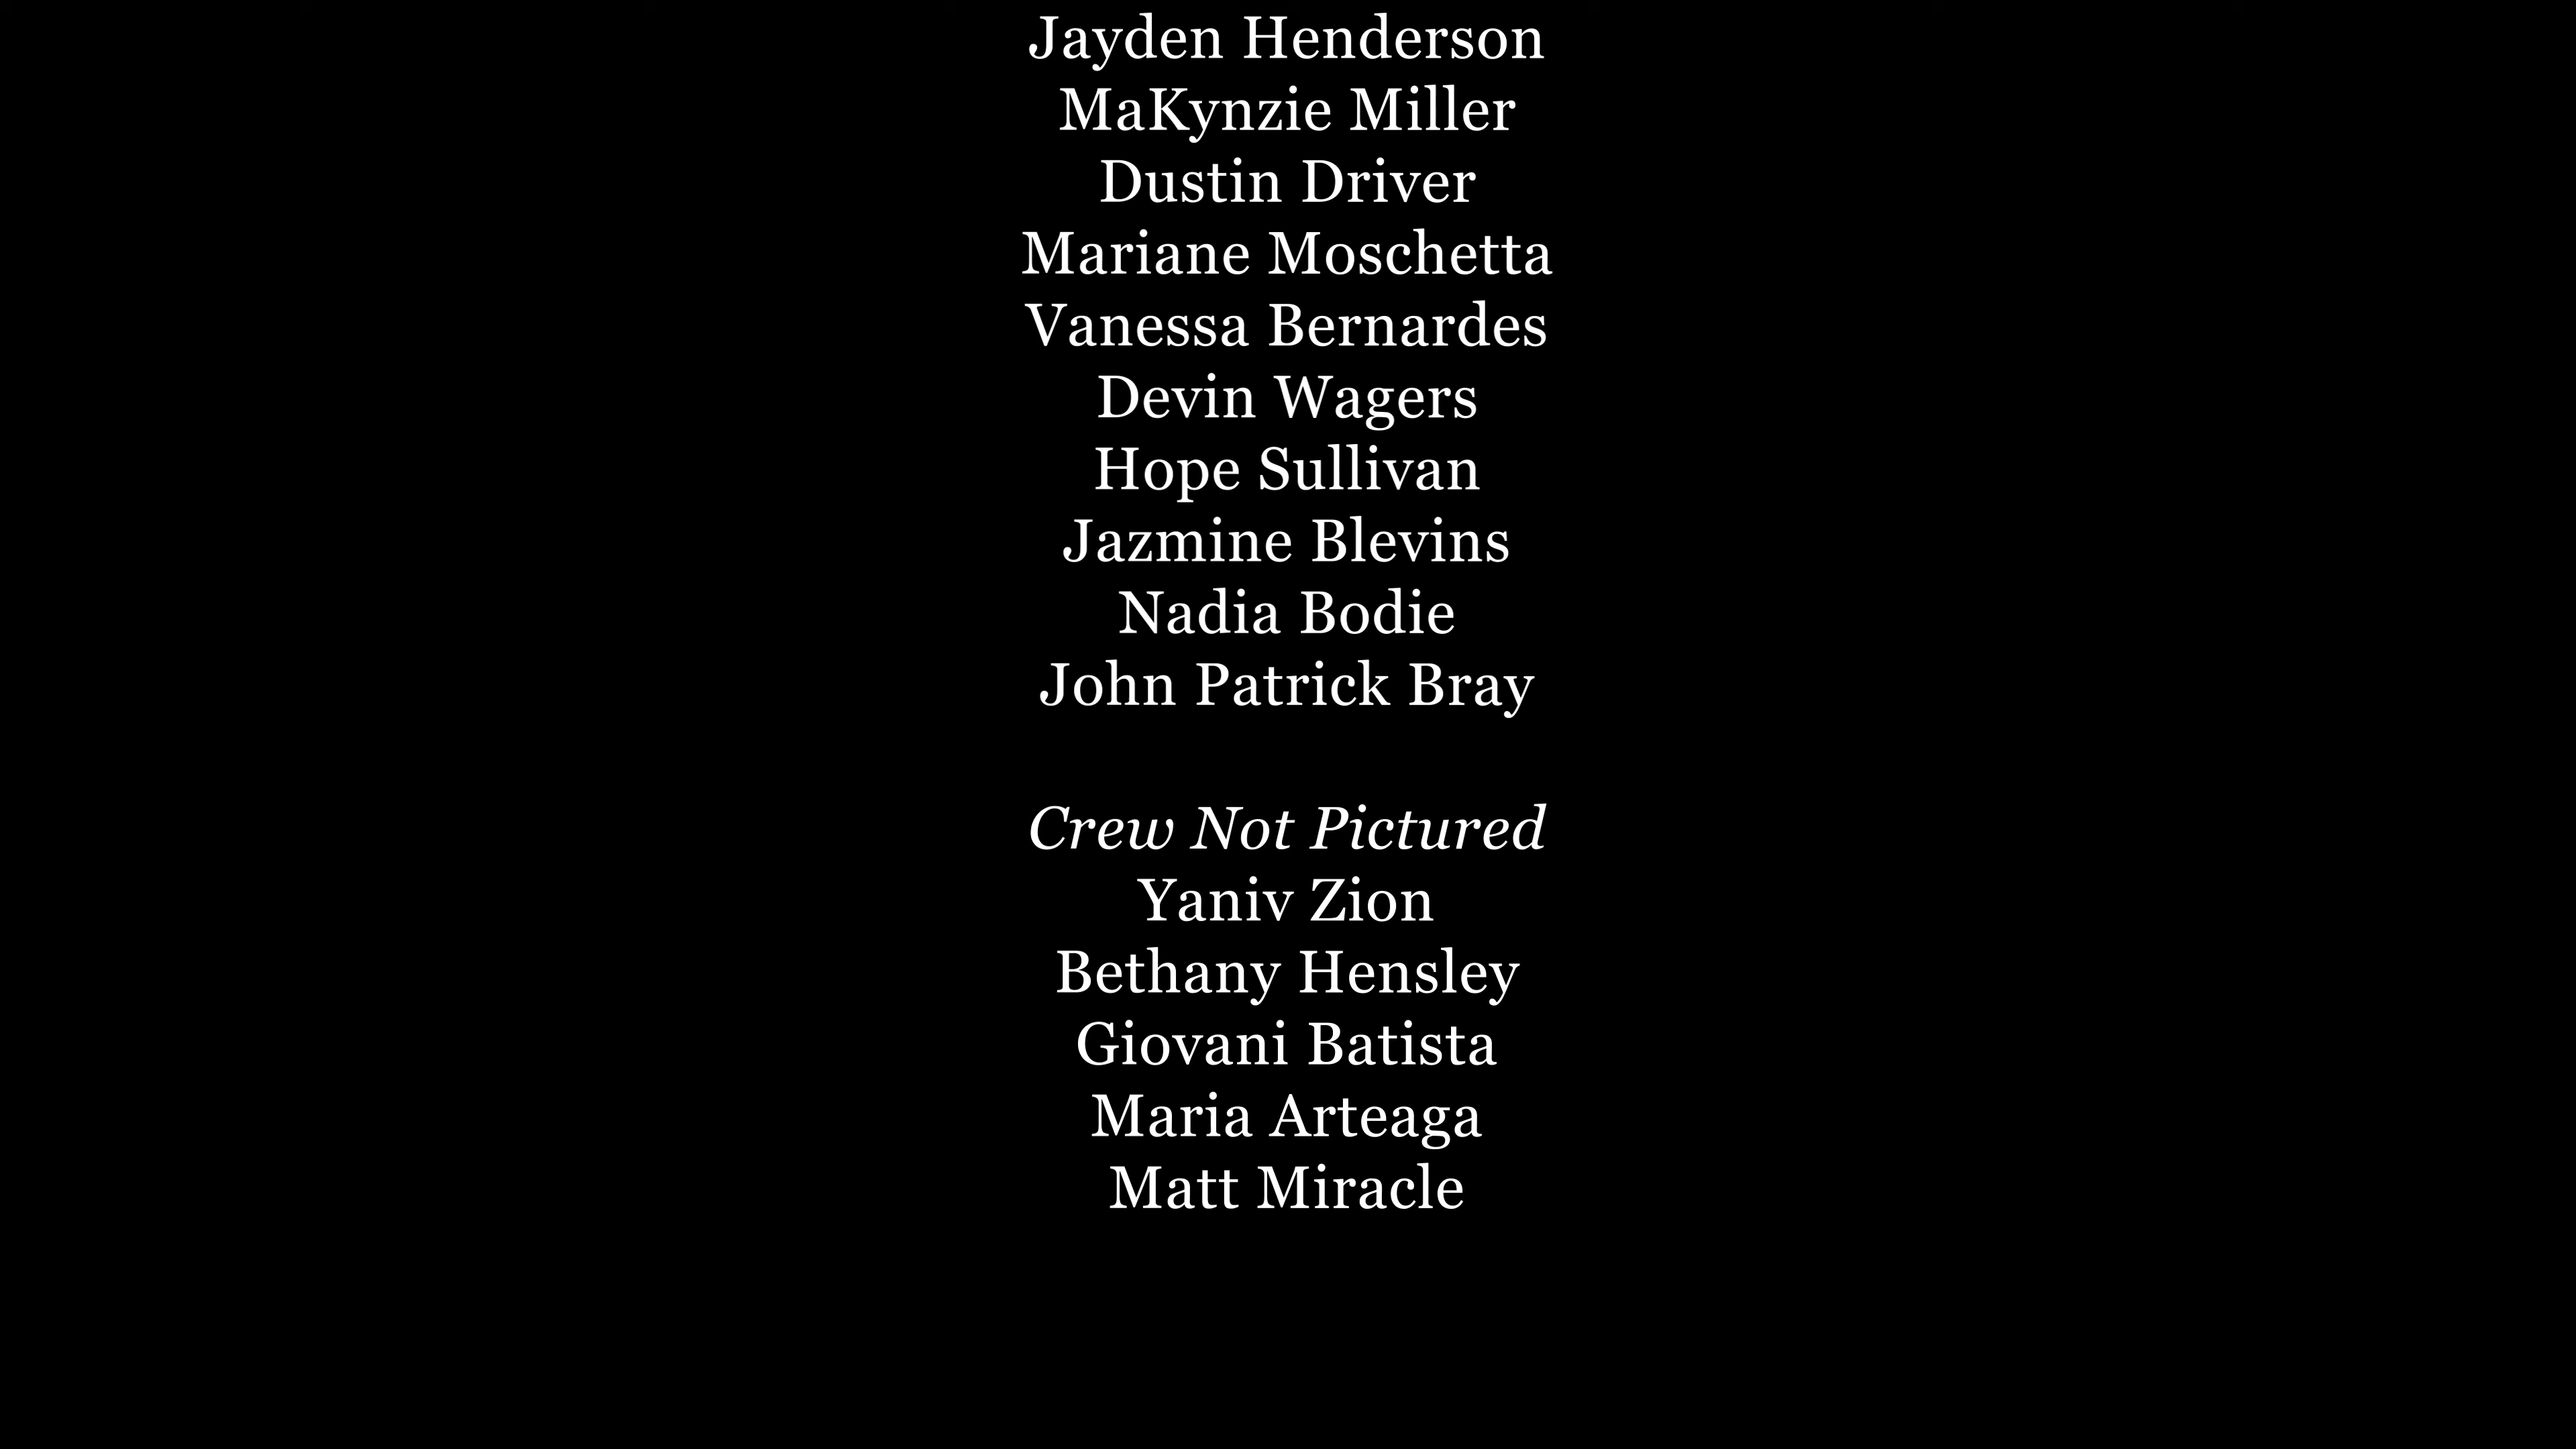 Jayden Henderson
MaKynzie Miller
Dustin Driver
Mariane Moschetta
Vanessa Bernardes
Devin Wagers
Hope Sullivan
Jazmine Blevins
Nadia Bodie
John Patrick Bray
Crew Not Pictured
Yaniv Zion
Bethany Hensley
Giovani Batista
Maria Arteaga
Matt Miracle